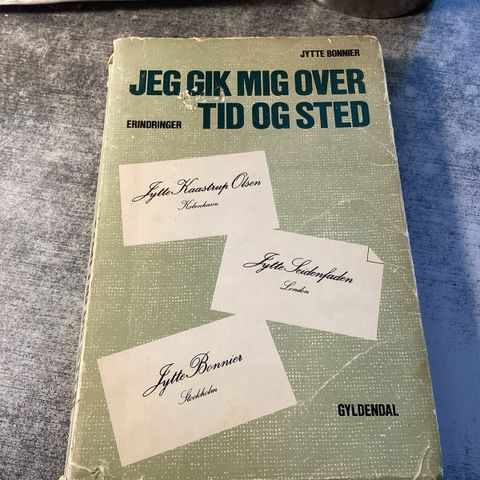 JYTTE BONNIER
JEG GIK MIG OVER
ERINDRINGER
TID OG STED
Jytte Kaastrup Olsen
København
Jytte Seidenfaden
London
Jytte Bonnier
Stockholm
GYLDENDAL